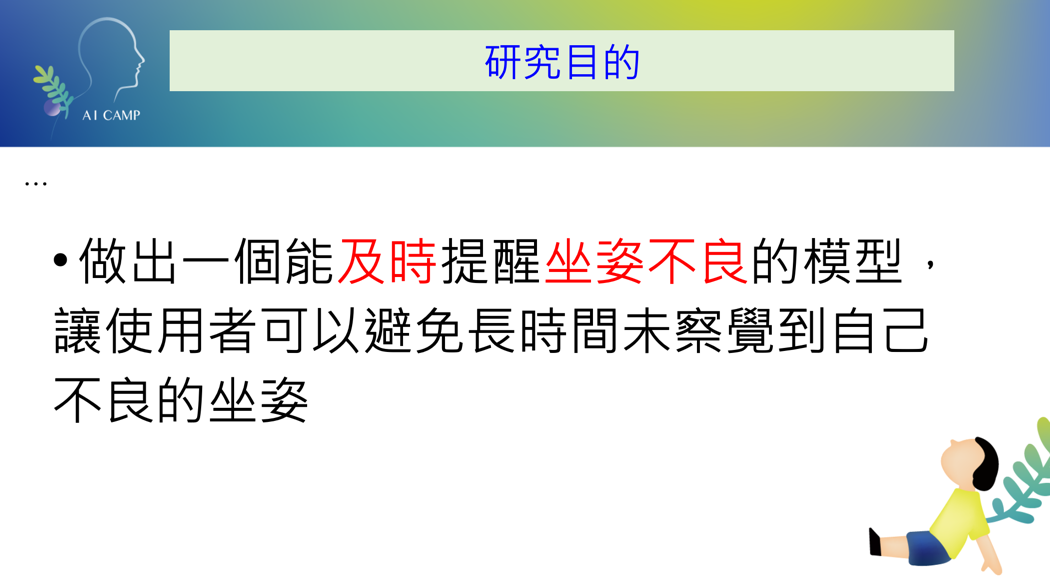 研究目的
AI CAMP
...
•做出一個能及時提醒坐姿不良的模型，
讓使用者可以避免長時間未察覺到自己
不良的坐姿